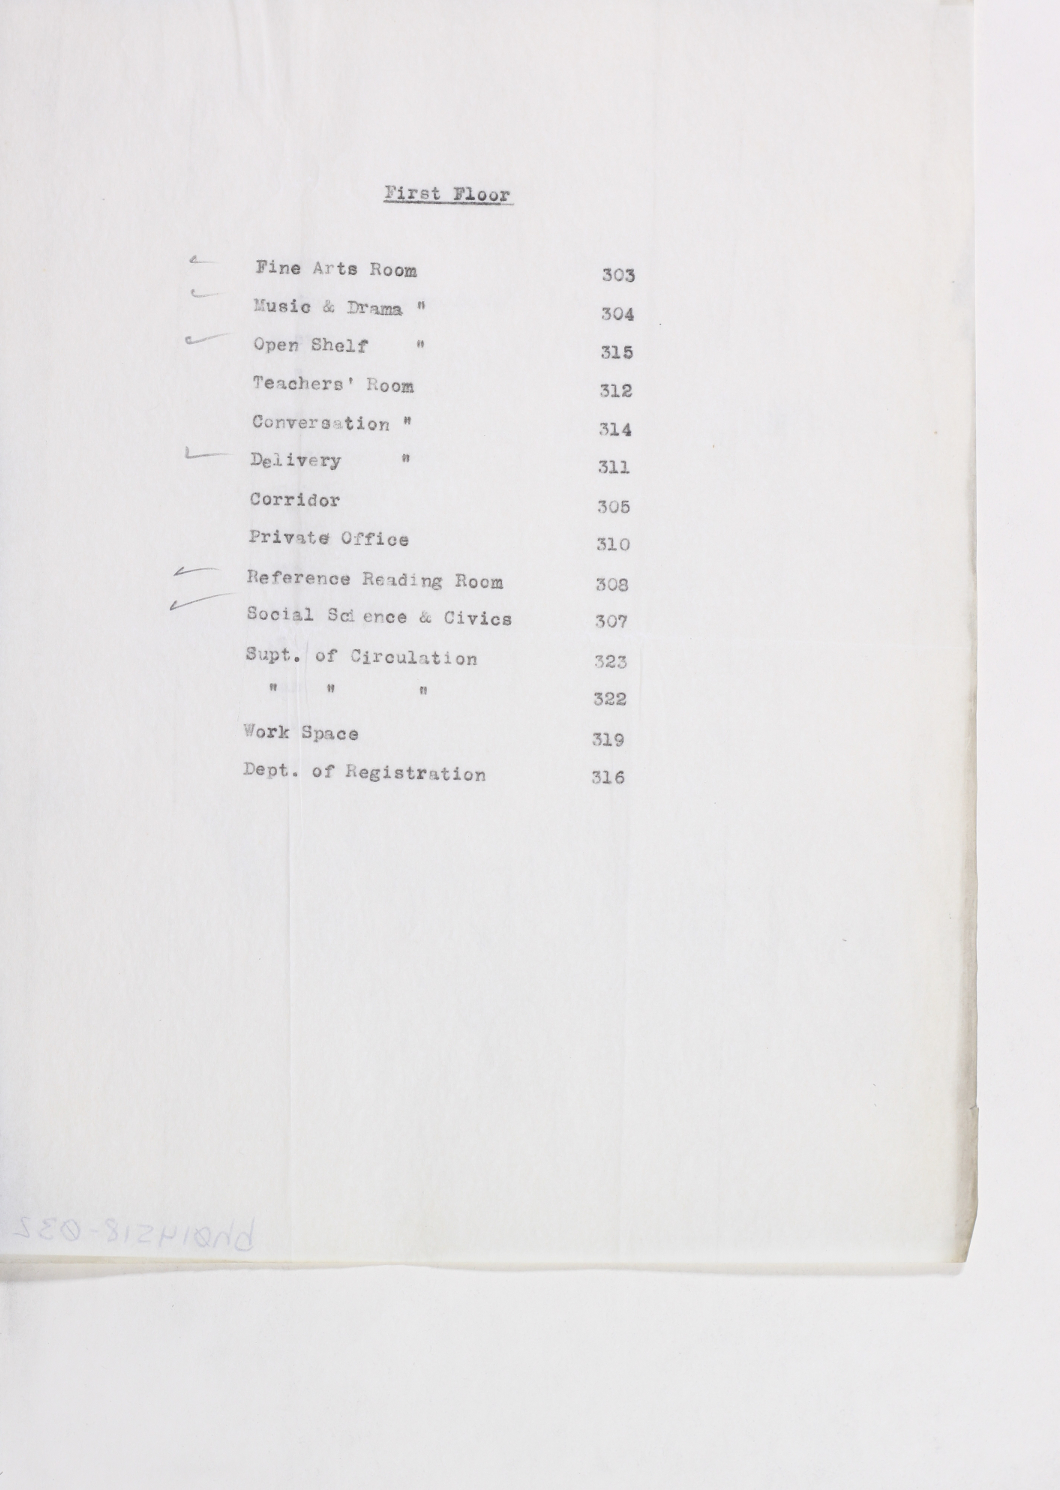 First Floor
Fine Arts Room 303
Music & Drama " 304
Open Shelf " 315
Teachers' Room 312
Conversation " 314
Delivery " 311
Corridor 305
Private Office 310
Reference Reading Room 308
Social Science & Civics 307
Supt. of Circulation 323
" " " 322
Work Space 319
Dept. of Registration 316